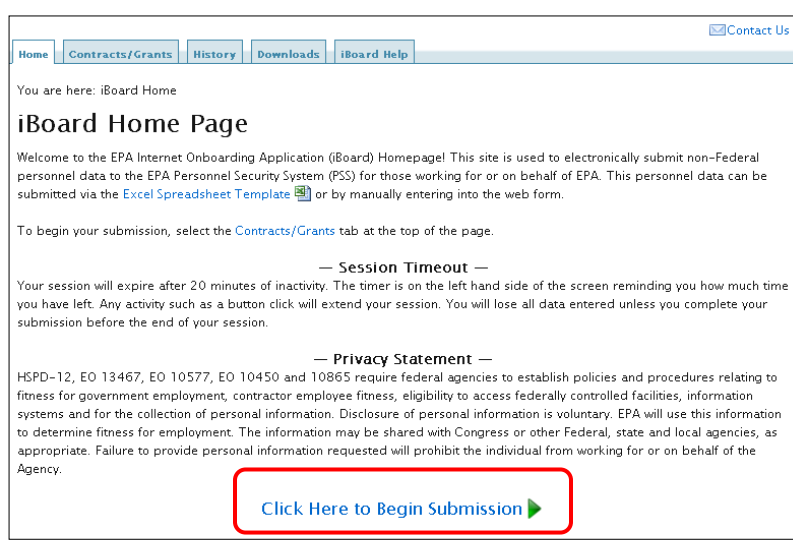 Contact Us
Home Contracts/Grants History Downloads iBoard Help
You are here: iBoard Home
iBoard Home Page
Welcome to the EPA Internet Onboarding Application (iBoard) Homepage! This site is used to electronically submit non-Federal
personnel data to the EPA Personnel Security System (PSS) for those working for or on behalf of EPA. This personnel data can be
submitted via the Excel Spreadsheet Template or by manually entering into the web form.
To begin your submission, select the Contracts/Grants tab at the top of the page.
— Session Timeout —
Your session will expire after 20 minutes of inactivity. The timer is on the left hand side of the screen reminding you how much time
you have left. Any activity such as a button click will extend your session. You will lose all data entered unless you complete your
submission before the end of your session.
— Privacy Statement —
HSPD-12, EO 13467, EO 10577, EO 10450 and 10865 require federal agencies to establish policies and procedures relating to
fitness for government employment, contractor employee fitness, eligibility to access federally controlled facilities, information
systems and for the collection of personal information. Disclosure of personal information is voluntary. EPA will use this information
to determine fitness for employment. The information may be shared with Congress or other Federal, state and local agencies, as
appropriate. Failure to provide personal information requested will prohibit the individual from working for or on behalf of the
Agency.
Click Here to Begin Submission